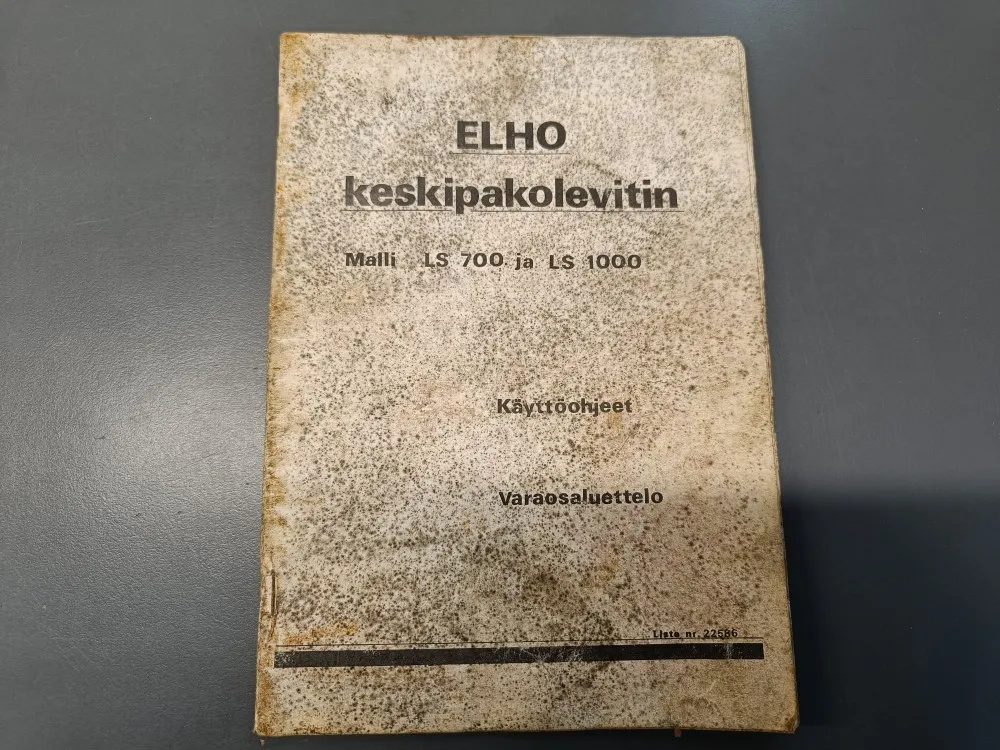 ELHO
keskipakolevitin
Malli LS 700 ja LS 1000
Käyttöohjeet
Varaosaluettelo
Liste nr. 22586